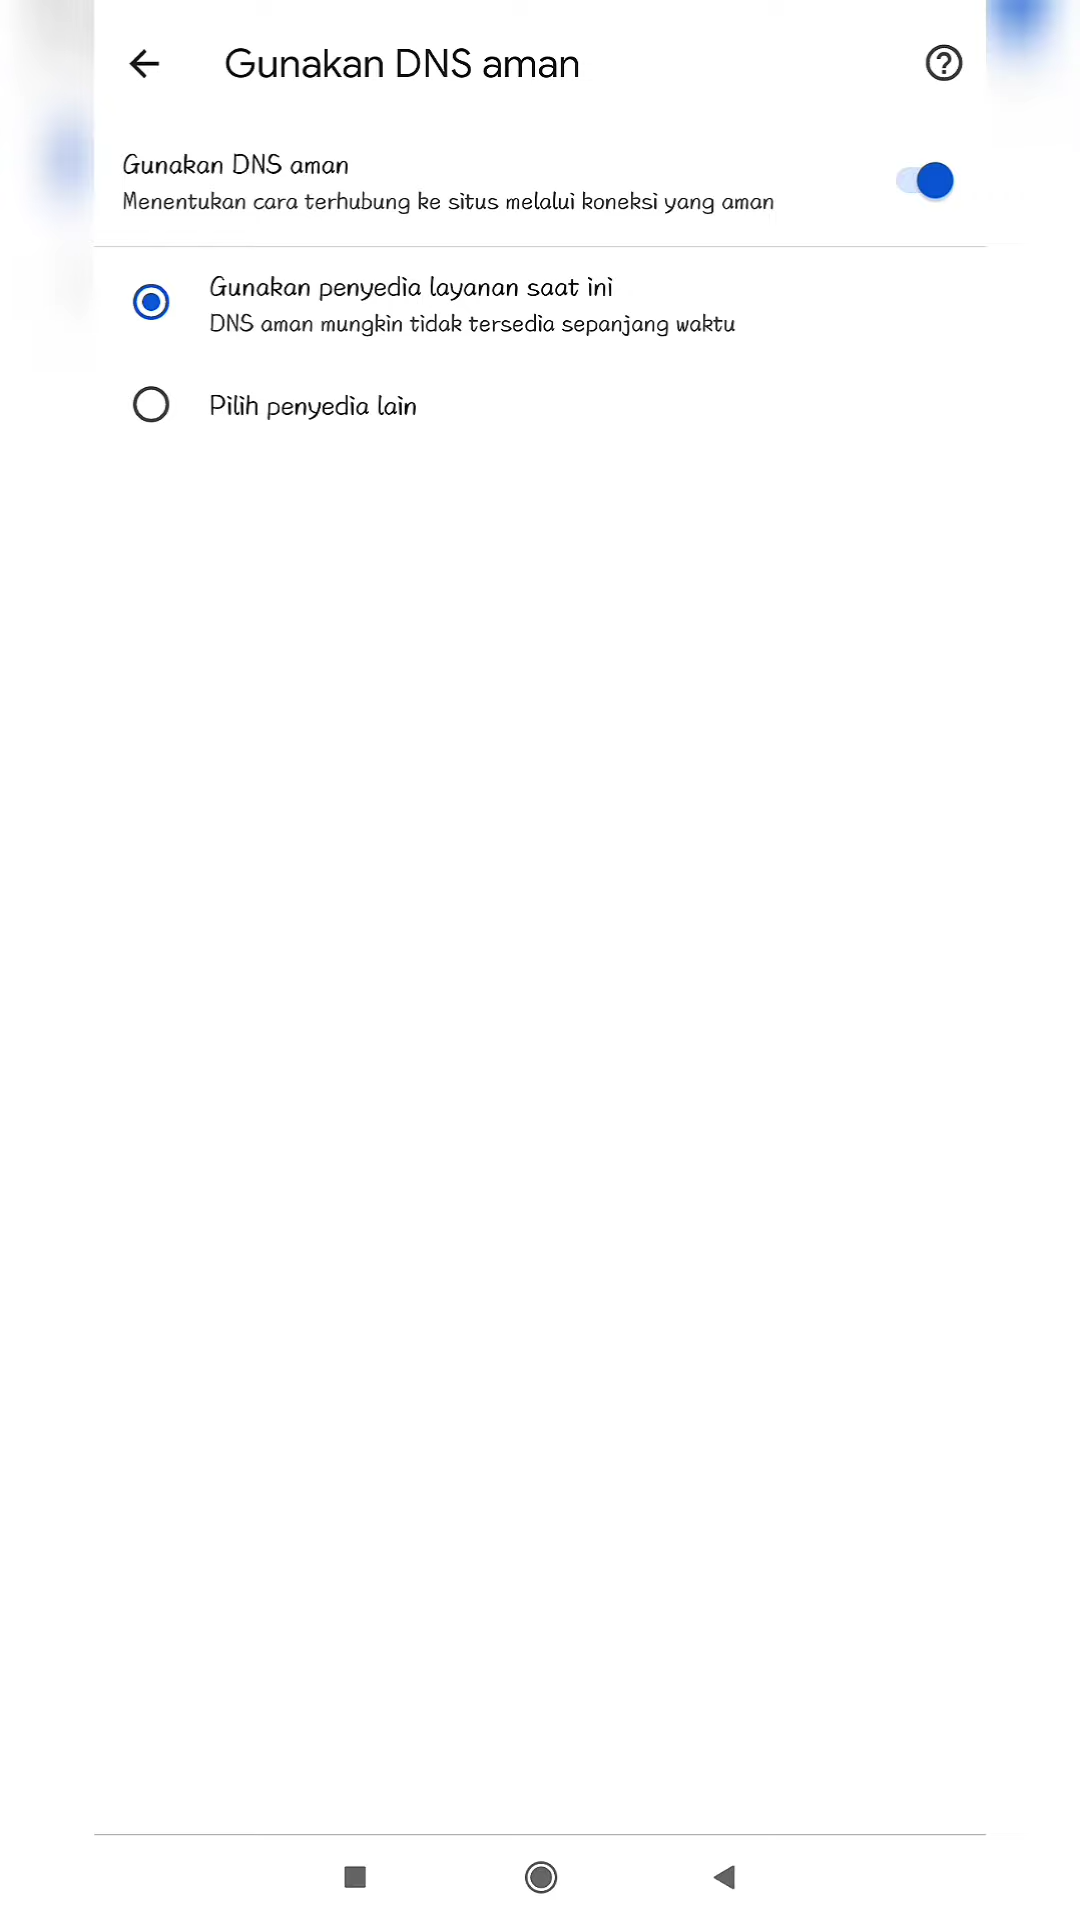 Gunakan DNS aman
Gunakan DNS aman
Menentukan cara terhubung ke situs melalui koneksi yang aman
Gunakan penyedia layanan saat ini
DNS aman mungkin tidak tersedia sepanjang waktu
Pilih penyedia lain